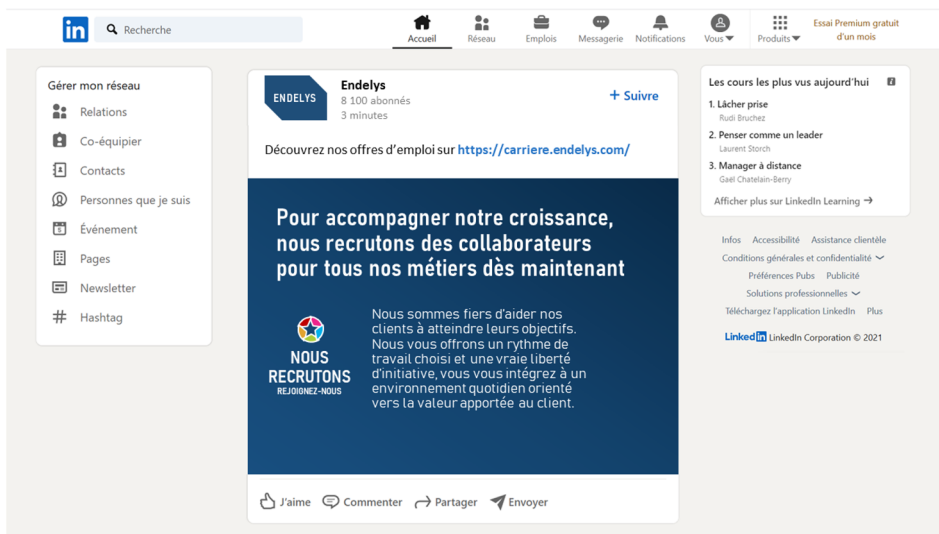 in
Recherche
Accueil
Réseau
Emplois
Messagerie
Notifications
Vous
Produits
Essai Premium gratuit
d'un mois
Gérer mon réseau
Relations
Co-équipier
Contacts
Personnes que je suis
5
Événement
Pages
Newsletter
Hashtag
ENDELYS
Endelys
8 100 abonnés
3 minutes
+ Suivre
Découvrez nos offres d'emploi sur https://carriere.endelys.com/
Pour accompagner notre croissance,
nous recrutons des collaborateurs
pour tous nos métiers dès maintenant
NOUS
RECRUTONS
REJOIGNEZ-NOUS
Nous sommes fiers d'aider nos
clients à atteindre leurs objectifs.
Nous vous offrons un rythme de
travail choisi et une vraie liberté
d'initiative, vous vous intégrez à un
environnement quotidien orienté
vers la valeur apportée au client.
J'aime
Commenter
Partager
Envoyer
Les cours les plus vus aujourd'hui
1. Lâcher prise
Rudi Bruchez
2. Penser comme un leader
Laurent Storch
3. Manager à distance
Gaël Chatelain-Berry
Afficher plus sur LinkedIn Learning →
Infos Accessibilité Assistance clientèle
Conditions générales et confidentialité
Préférences Pubs Publicité
Solutions professionnelles
Téléchargez l'application LinkedIn Plus
Linked in LinkedIn Corporation © 2021